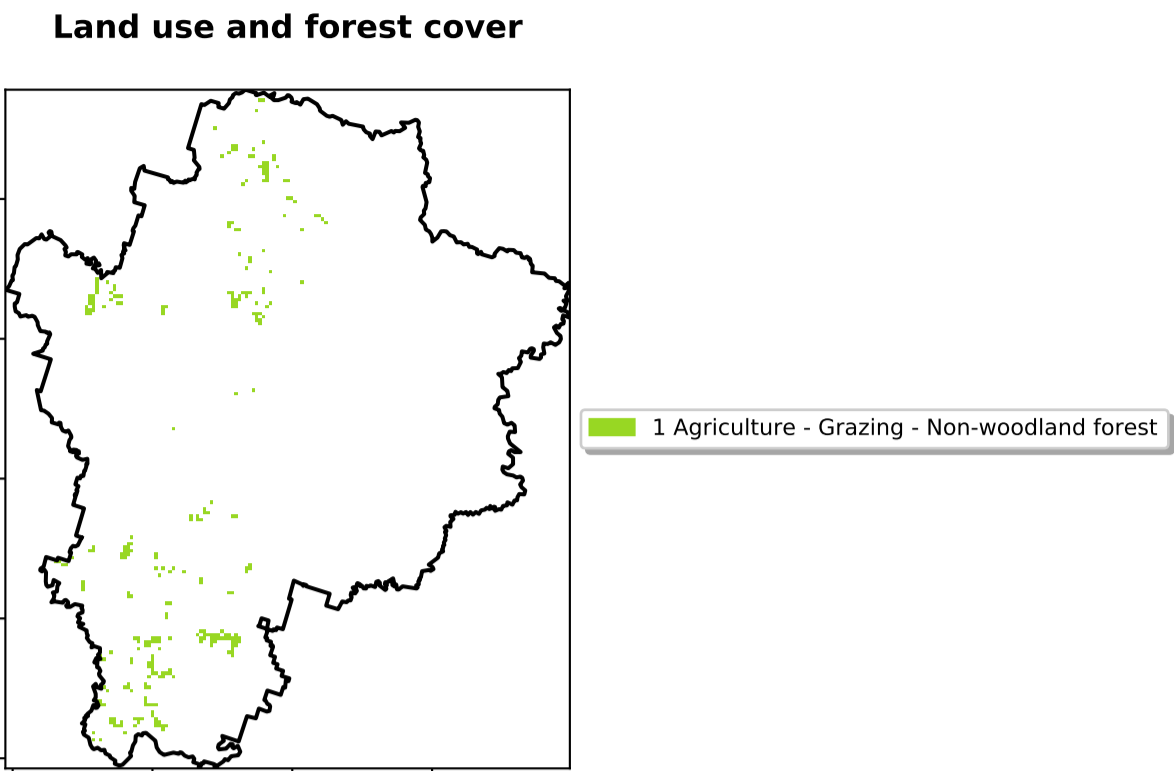 Land use and forest cover
1 Agriculture - Grazing - Non-woodland forest